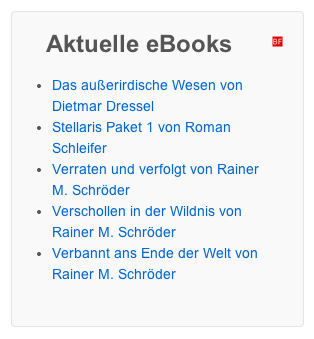 Aktuelle eBooks
BF
Das außerirdische Wesen von
Dietmar Dressel
Stellaris Paket 1 von Roman
Schleifer
Verraten und verfolgt von Rainer
M. Schröder
Verschollen in der Wildnis von
Rainer M. Schröder
Verbannt ans Ende der Welt von
Rainer M. Schröder